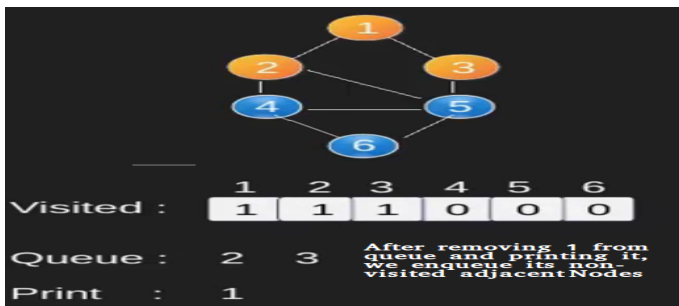 1
2 3
4 5
6
1 2 3 4 5 6
Visited : 1 1 1 0 0 0
Queue : 2 3
After removing 1 from
queue and printing it,
we enqueue its non-
visited adjacent Nodes
Print : 1